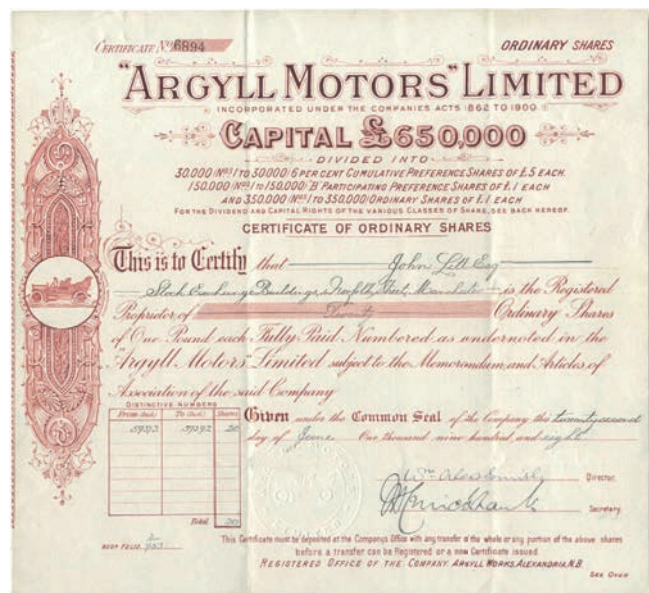 CERTIFICATE No 6894 ORDINARY SHARES
"ARGYLL MOTORS" LIMITED
INCORPORATED UNDER THE COMPANIES ACTS 1862 TO 1900
CAPITAL £650,000
DIVIDED INTO
30,000 (Nos 1 TO 30000) 6 PER CENT CUMULATIVE PREFERENCE SHARES OF £5 EACH.
150,000 (Nos 1 to 150,000) 'B' PARTICIPATING PREFERENCE SHARES OF £1 EACH
AND 350,000 (Nos 1 TO 350,000) ORDINARY SHARES OF £1 EACH
FOR THE DIVIDEND AND CAPITAL RIGHTS OF THE VARIOUS CLASSES OF SHARE, SEE BACK HEREOF.
CERTIFICATE OF ORDINARY SHARES
This is to Certify that John Lill Esq
Stock Exchange Buildings, Norfolk Street, Manchester is the Registered
Proprietor of Twenty Ordinary Shares
of One Pound each Fully Paid Numbered as undernoted in the
"Argyll Motors" Limited subject to the Memorandum and Articles of
Association of the said Company
DISTINCTIVE NUMBERS
From (Incl.) To (Incl.) Shares
20
Total 20
Given under the Common Seal of the Company this twenty second
day of June One thousand nine hundred and eight
Director.
Secretary.
This Certificate must be deposited at the Company's Office with any transfer of the whole or any portion of the above shares
before a transfer can be Registered or a new Certificate issued.
REGISTERED OFFICE OF THE COMPANY. ARGYLL WORKS, ALEXANDRIA, N.B.
SEE OVER